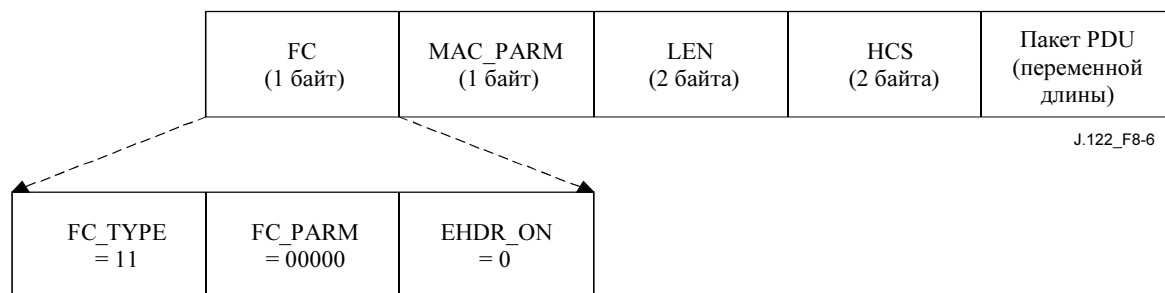 FC
(1 байт)
MAC_PARM
(1 байт)
LEN
(2 байта)
HCS
(2 байта)
Пакет PDU
(переменной
длины)
J.122_F8-6
FC_TYPE
= 11
FC_PARM
= 00000
EHDR_ON
= 0